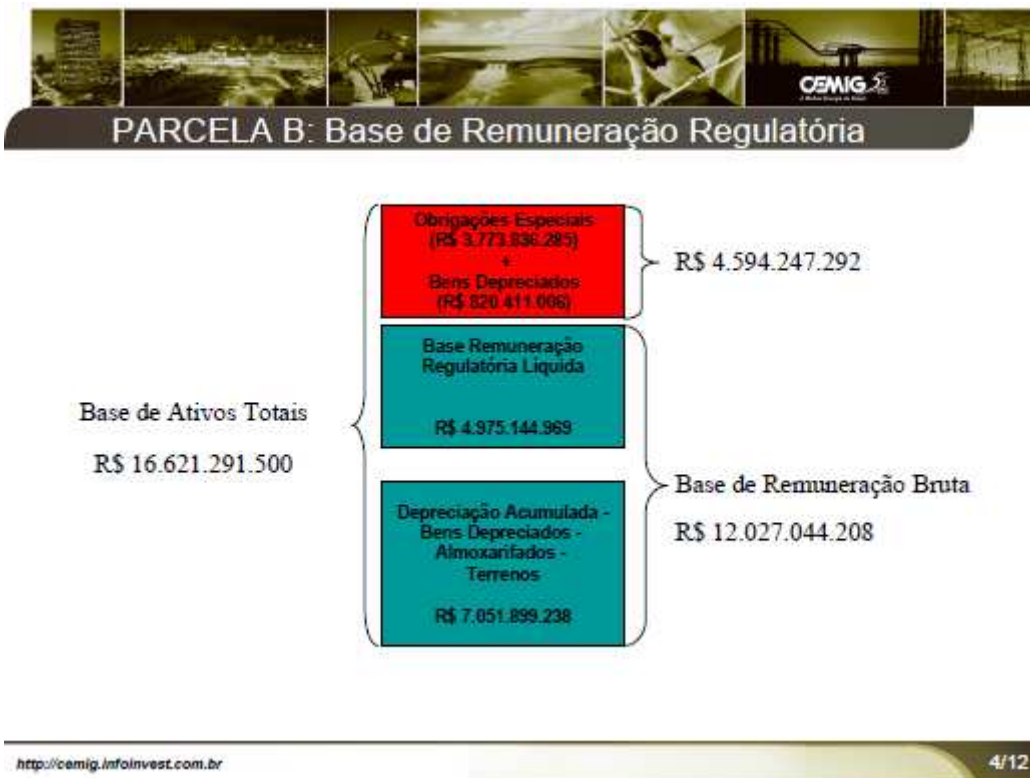 CEMIG
PARCELA B: Base de Remuneração Regulatória
Obrigações Especiais
(R$ 3.773.836.285)
+
Bens Depreciados
(R$ 820.411.006)
R$ 4.594.247.292
Base Remuneração
Regulatória Líquida
R$ 4.975.144.969
Base de Ativos Totais
R$ 16.621.291.500
Depreciação Acumulada -
Bens Depreciados -
Almoxarifados -
Terrenos
R$ 7.051.899.238
Base de Remuneração Bruta
R$ 12.027.044.208
http://cemig.infoinvest.com.br
4/12